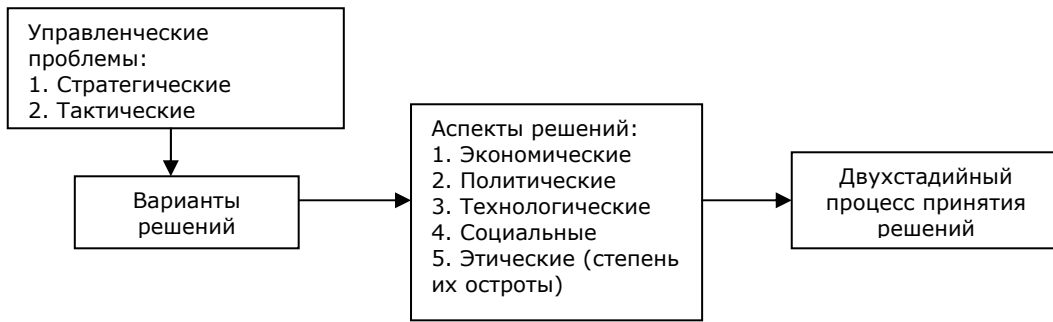 Управленческие
проблемы:
1. Стратегические
2. Тактические
Варианты
решений
Аспекты решений:
1. Экономические
2. Политические
3. Технологические
4. Социальные
5. Этические (степень
их остроты)
Двухстадийный
процесс принятия
решений